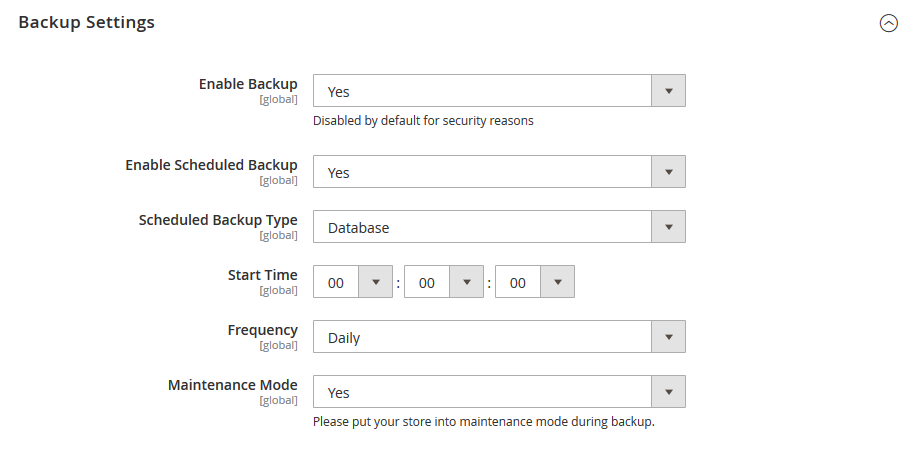 Backup Settings
Enable Backup
[global]
Yes
Disabled by default for security reasons
Enable Scheduled Backup
[global]
Yes
Scheduled Backup Type
[global]
Database
Start Time
[global]
00 : 00 : 00
Frequency
[global]
Daily
Maintenance Mode
[global]
Yes
Please put your store into maintenance mode during backup.